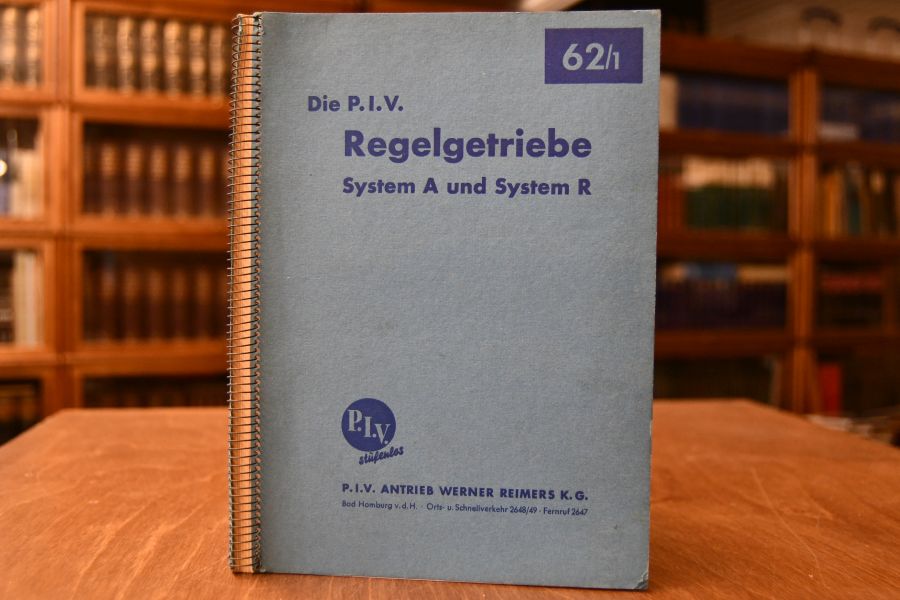 62/1
Die P.I.V.
Regelgetriebe
System A und System R
P.I.V.
stufenlos
P.I.V. ANTRIEB WERNER REIMERS K.G.
Bad Homburg v.d.H. · Orts- u. Schnellverkehr 2648/49 · Fernruf 2647